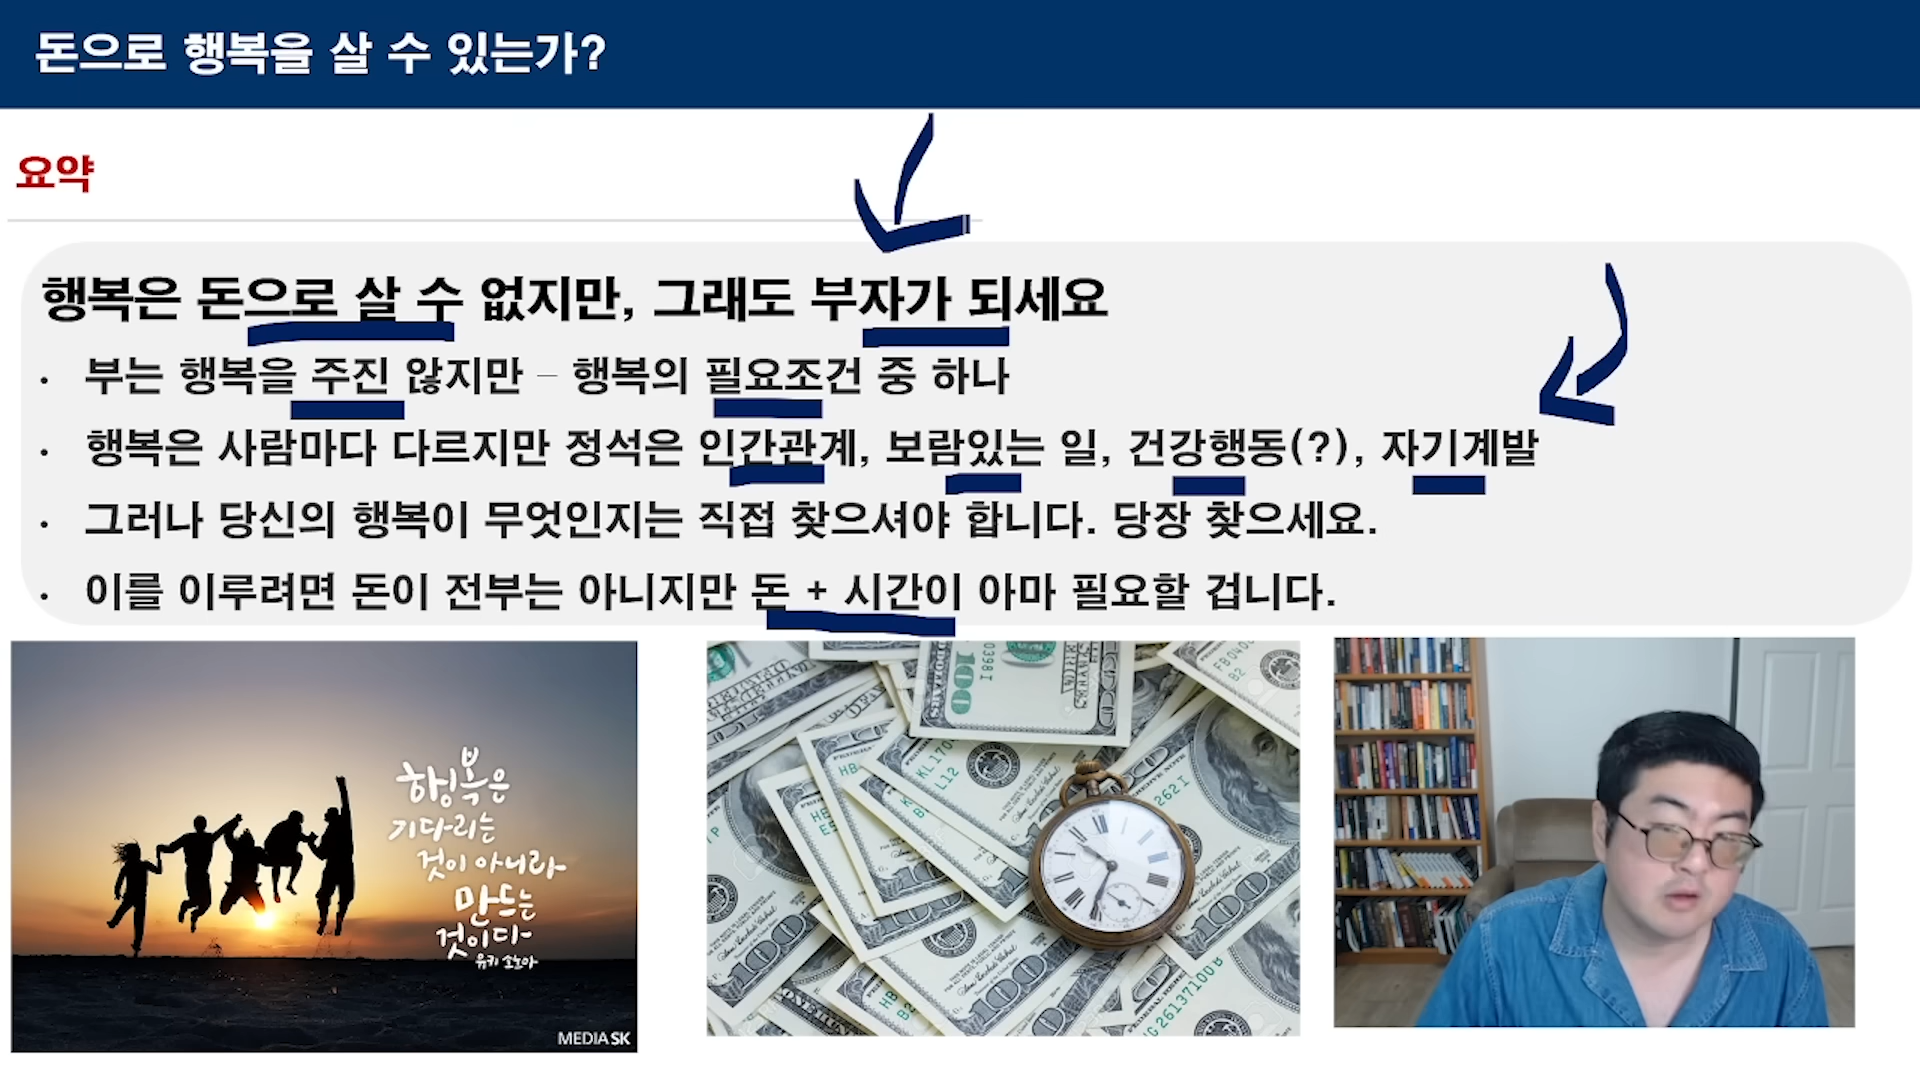 돈으로 행복을 살 수 있는가?
요약
행복은 돈으로 살 수 없지만, 그래도 부자가 되세요
· 부는 행복을 주진 않지만 – 행복의 필요조건 중 하나
· 행복은 사람마다 다르지만 정석은 인간관계, 보람있는 일, 건강행동(?), 자기계발
· 그러나 당신의 행복이 무엇인지는 직접 찾으셔야 합니다. 당장 찾으세요.
· 이를 이루려면 돈이 전부는 아니지만 돈 + 시간이 아마 필요할 겁니다.
행복은
기다리는
것이 아니라
만드는
것이다-
MEDIA SK
KL170
L12
HB
2621
100
G26137100B